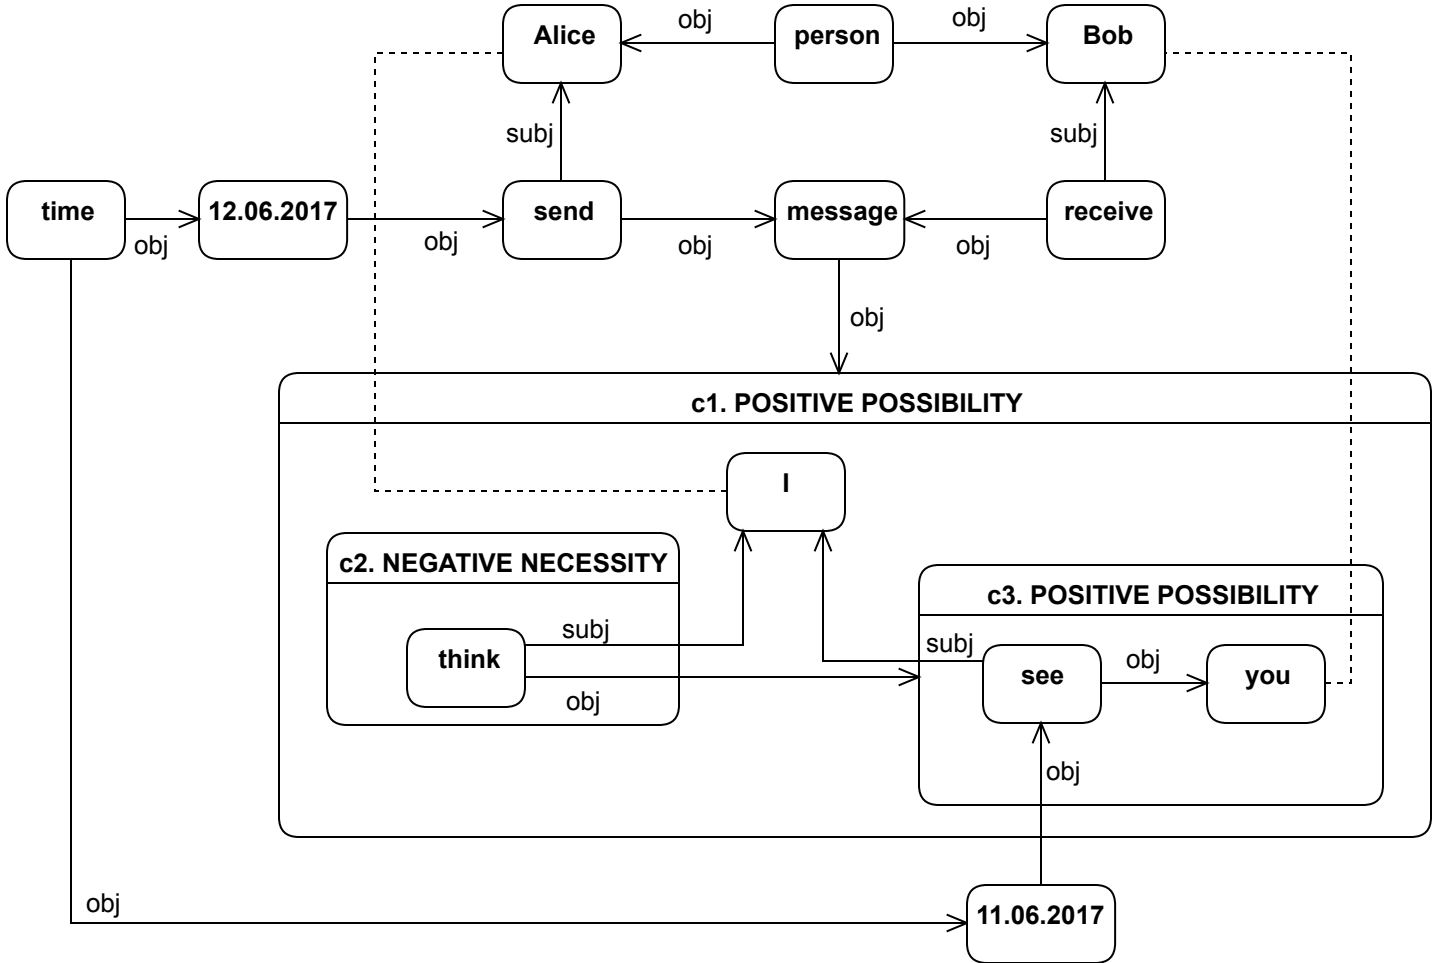 obj
obj
Alice
person
Bob
subj
subj
time
12.06.2017
send
message
receive
obj
obj
obj
obj
obj
c1. POSITIVE POSSIBILITY
I
c2. NEGATIVE NECESSITY
c3. POSITIVE POSSIBILITY
subj
subj
think
see
obj
you
obj
obj
obj
11.06.2017